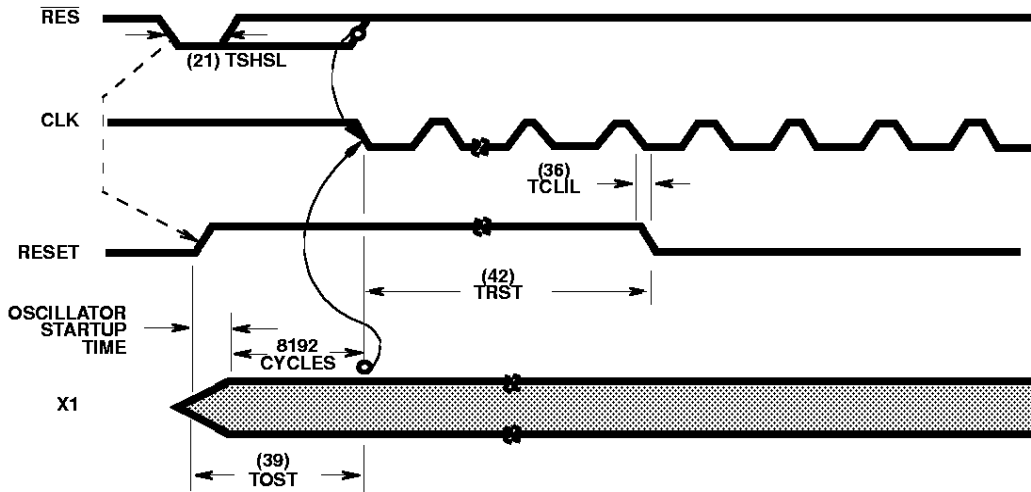 RES
(21) TSHSL
CLK
(36)
TCLIL
RESET
(42)
TRST
OSCILLATOR
STARTUP
TIME
8192
CYCLES
X1
(39)
TOST